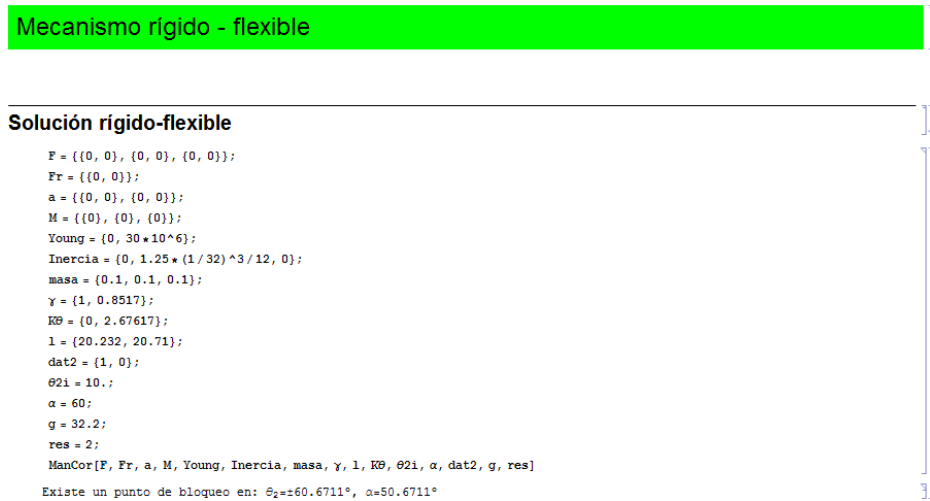 Mecanismo rígido - flexible
Solución rígido-flexible
F = {{0, 0}, {0, 0}, {0, 0}};
Fr = {{0, 0}};
a = {{0, 0}, {0, 0}};
M = {{0}, {0}, {0}};
Young = {0, 30*10^6};
Inercia = {0, 1.25*(1/32)^3/12, 0};
masa = {0.1, 0.1, 0.1};
γ = {1, 0.8517};
Kθ = {0, 2.67617};
l = {20.232, 20.71};
dat2 = {1, 0};
θ2i = 10.;
α = 60;
g = 32.2;
res = 2;
ManCor[F, Fr, a, M, Young, Inercia, masa, γ, l, Kθ, θ2i, α, dat2, g, res]
Existe un punto de bloqueo en: θ₂=±60.6711°, α=50.6711°